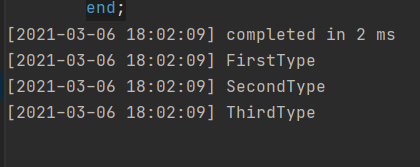 end;
[2021-03-06 18:02:09] completed in 2 ms
[2021-03-06 18:02:09] FirstType
[2021-03-06 18:02:09] SecondType
[2021-03-06 18:02:09] ThirdType